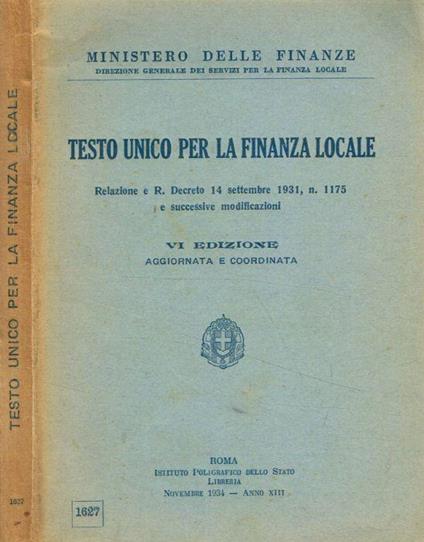 TESTO UNICO PER LA FINANZA LOCALE
1627
MINISTERO DELLE FINANZE
DIREZIONE GENERALE DEI SERVIZI PER LA FINANZA LOCALE
TESTO UNICO PER LA FINANZA LOCALE
Relazione e R. Decreto 14 settembre 1931, n. 1175
e successive modificazioni
VI EDIZIONE
AGGIORNATA E COORDINATA
ROMA
ISTITUTO POLIGRAFICO DELLO STATO
LIBRERIA
NOVEMBRE 1934 — ANNO XIII
1627